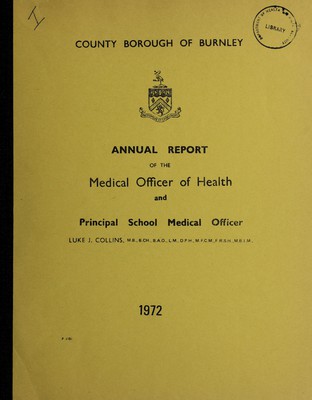 I
COUNTY BOROUGH OF BURNLEY
LIBRARY
ANNUAL REPORT
OF THE
Medical Officer of Health
and
Principal School Medical Officer
LUKE J. COLLINS, M.B., B.CH., B.A.O., L.M., D.P.H., M.F.C.M., F.R.S.H., M.B.I.M.
1972